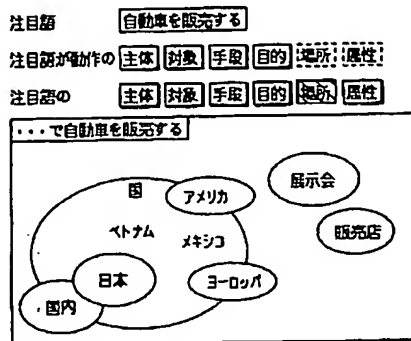 注目語 自動車を販売する
注目語が動作の 主体 対象 手段 目的 場所 属性
注目語の 主体 対象 手段 目的 場所 属性
・・・で自動車を販売する
国
アメリカ
展示会
ベトナム
メキシコ
販売店
日本
ヨーロッパ
国内